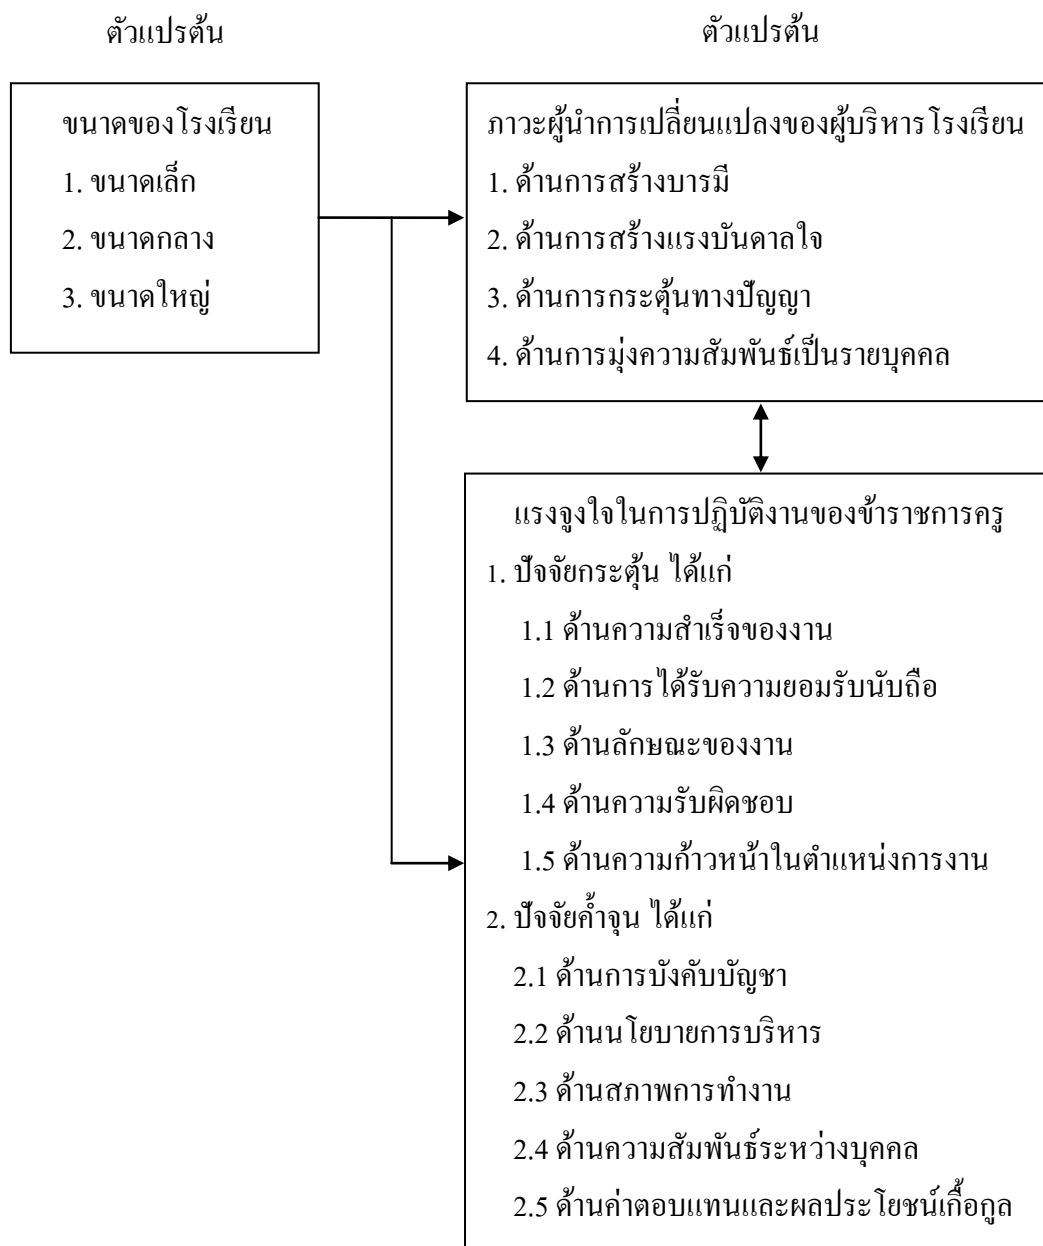 ตัวแปรต้น
ตัวแปรต้น
ขนาดของโรงเรียน
1. ขนาดเล็ก
2. ขนาดกลาง
3. ขนาดใหญ่
ภาวะผู้นำการเปลี่ยนแปลงของผู้บริหารโรงเรียน
1. ด้านการสร้างบารมี
2. ด้านการสร้างแรงบันดาลใจ
3. ด้านการกระตุ้นทางปัญญา
4. ด้านการมุ่งความสัมพันธ์เป็นรายบุคคล
แรงจูงใจในการปฏิบัติงานของข้าราชการครู
1. ปัจจัยกระตุ้น ได้แก่
1.1 ด้านความสำเร็จของงาน
1.2 ด้านการได้รับความยอมรับนับถือ
1.3 ด้านลักษณะของงาน
1.4 ด้านความรับผิดชอบ
1.5 ด้านความก้าวหน้าในตำแหน่งการงาน
2. ปัจจัยค้ำจุน ได้แก่
2.1 ด้านการบังคับบัญชา
2.2 ด้านนโยบายการบริหาร
2.3 ด้านสภาพการทำงาน
2.4 ด้านความสัมพันธ์ระหว่างบุคคล
2.5 ด้านค่าตอบแทนและผลประโยชน์เกื้อกูล